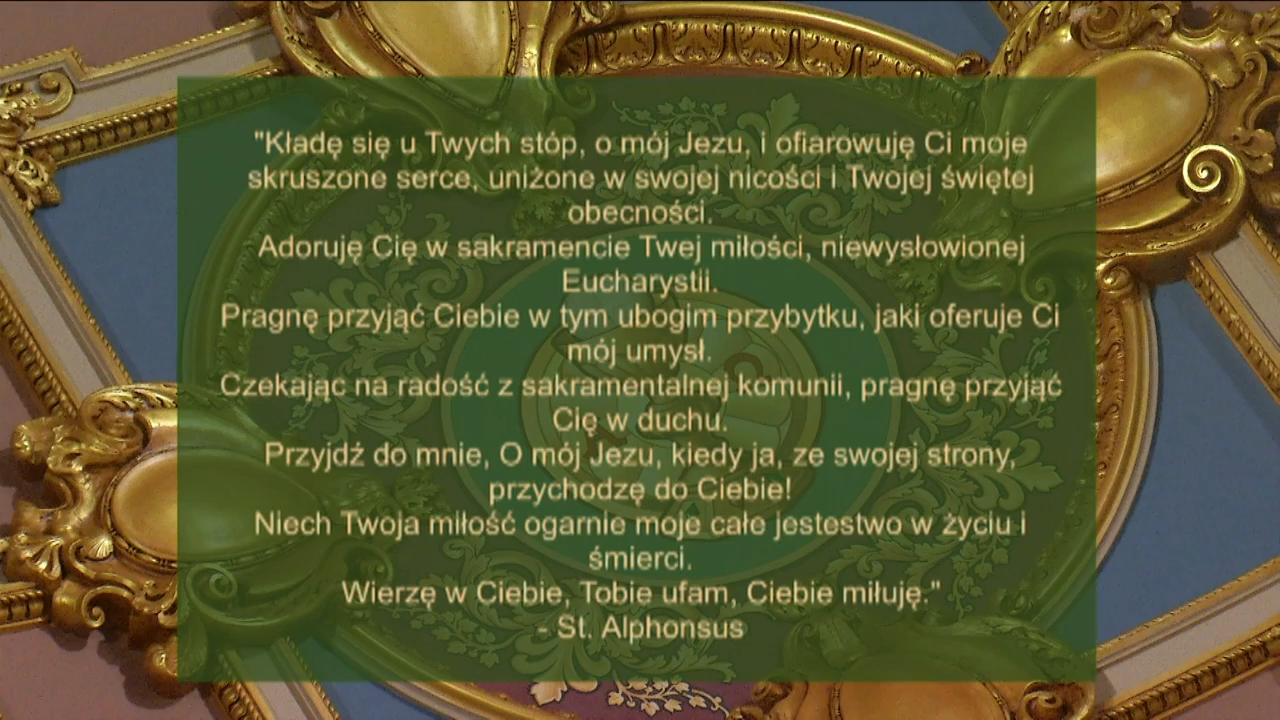 "Kładę się u Twych stóp, o mój Jezu, i ofiarowuję Ci moje
skruszone serce, uniżone w swojej nicości i Twojej świętej
obecności.
Adoruję Cię w sakramencie Twej miłości, niewysłowionej
Eucharystii.
Pragnę przyjąć Ciebie w tym ubogim przybytku, jaki oferuje Ci
mój umysł.
Czekając na radość z sakramentalnej komunii, pragnę przyjąć
Cię w duchu.
Przyjdź do mnie, O mój Jezu, kiedy ja, ze swojej strony,
przychodzę do Ciebie!
Niech Twoja miłość ogarnie moje całe jestestwo w życiu i
śmierci.
Wierzę w Ciebie, Tobie ufam, Ciebie miłuję."
- St. Alphonsus